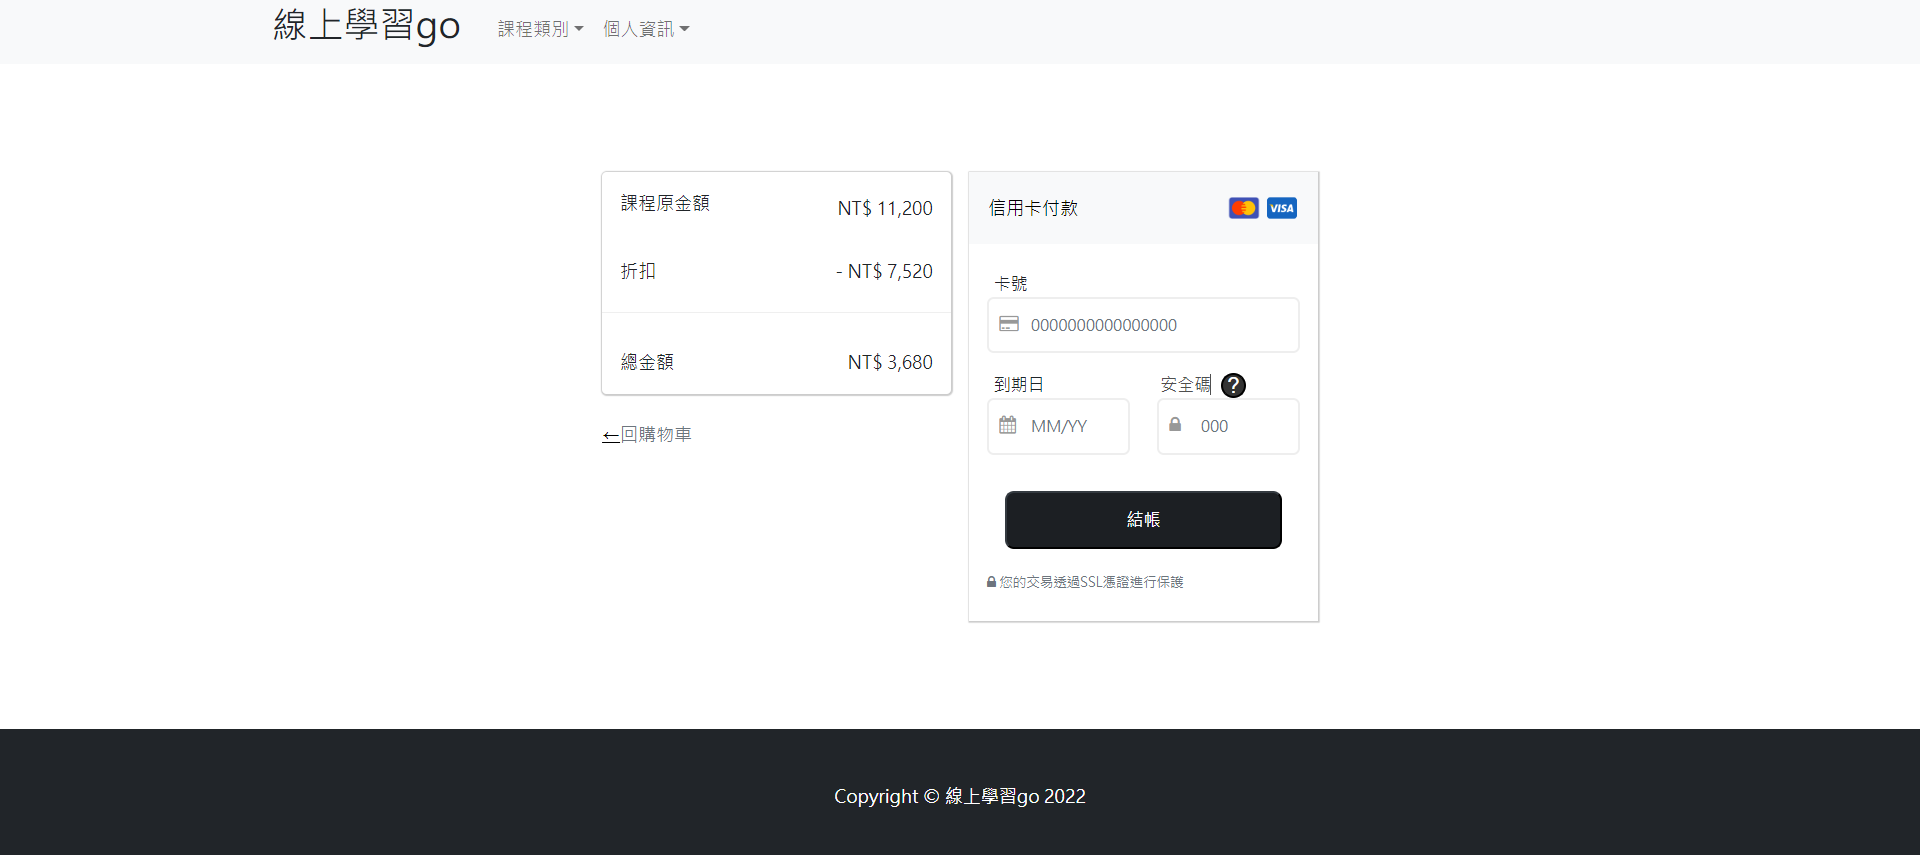 線上學習go 課程類別 個人資訊
課程原金額 NT$ 11,200
折扣 - NT$ 7,520
總金額 NT$ 3,680
←回購物車
信用卡付款 VISA
卡號
0000000000000000
到期日 安全碼 ?
MM/YY 000
結帳
您的交易透過SSL憑證進行保護
Copyright © 線上學習go 2022